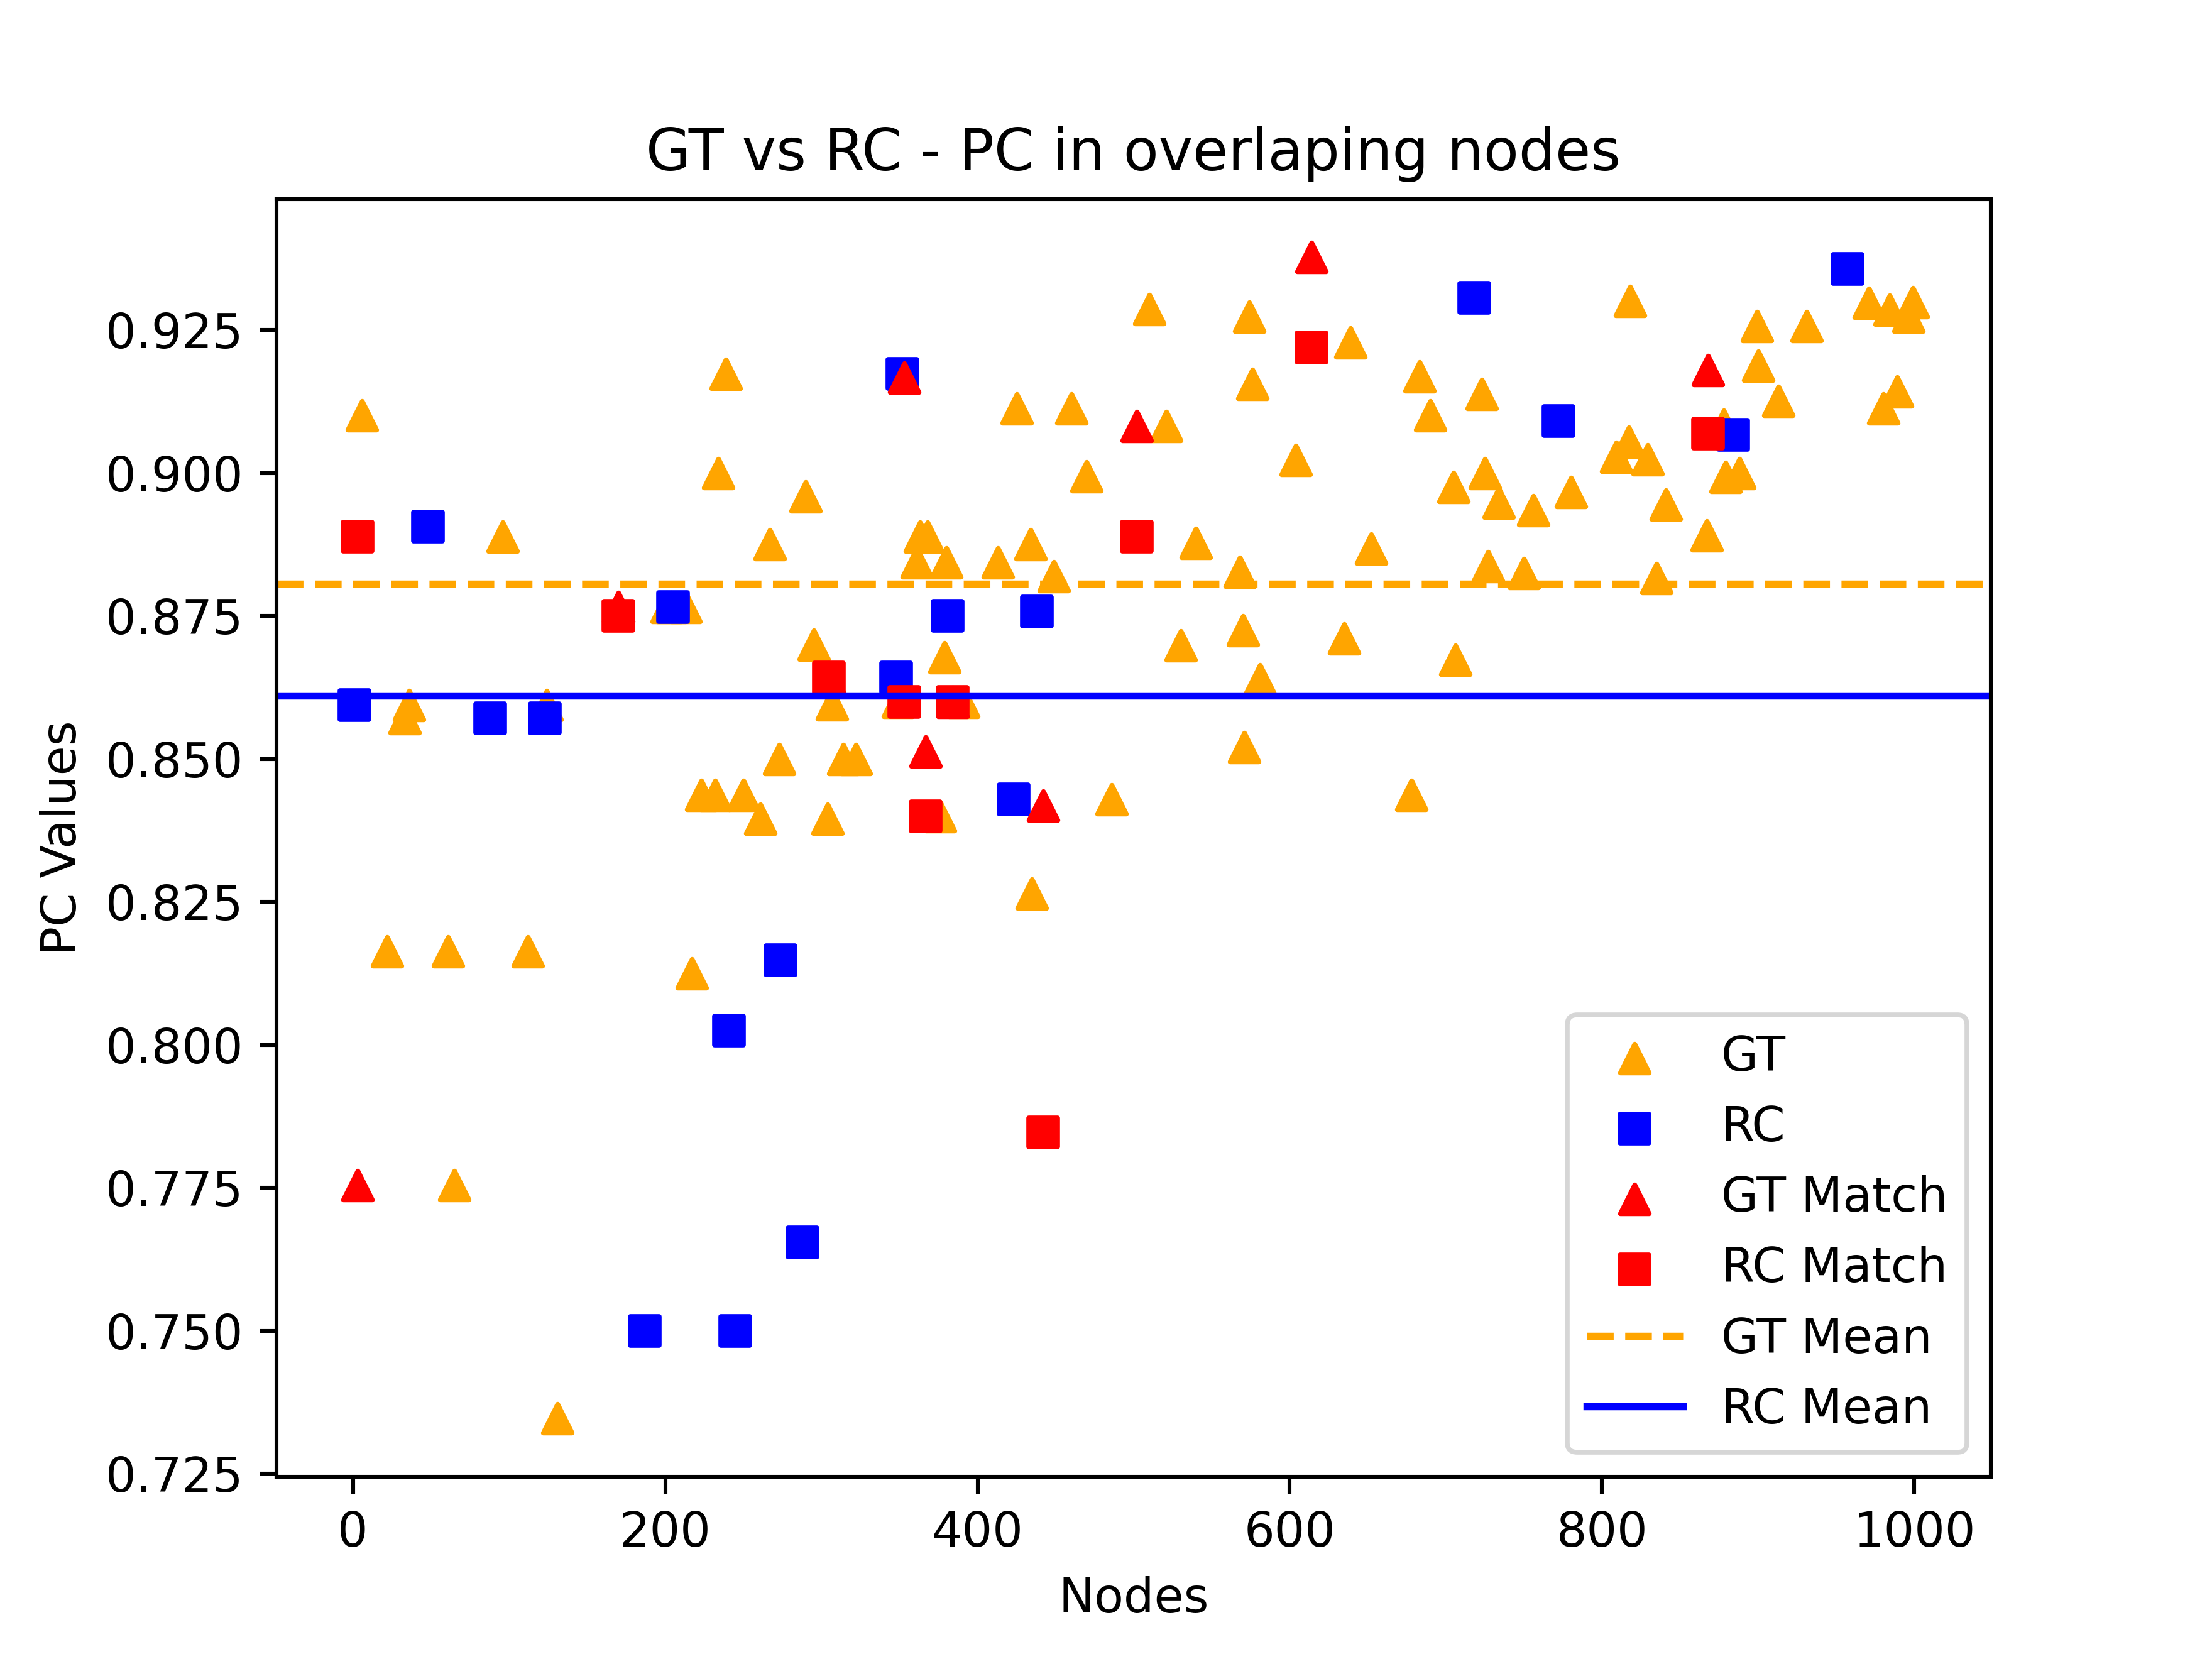 GT vs RC - PC in overlaping nodes
PC Values
0.925
0.900
0.875
0.850
0.825
0.800
0.775
0.750
0.725
GT
RC
GT Match
RC Match
GT Mean
RC Mean
0 200 400 600 800 1000
Nodes